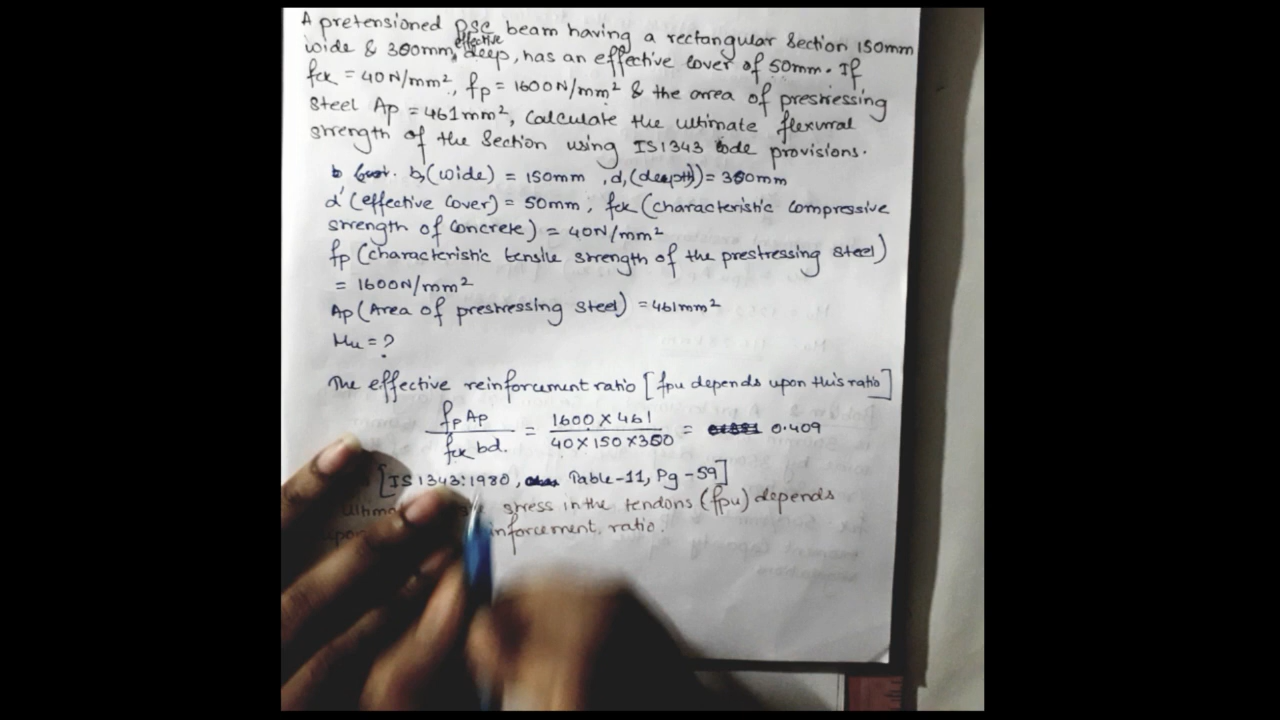 A pretensioned PSC beam having a rectangular section 150mm
effective
wide & 300mm, deep, has an effective cover of 50mm. If
fck = 40N/mm², fp = 1600N/mm² & the area of prestressing
steel Ap = 461mm², Calculate the ultimate flexural
strength of the section using IS1343 code provisions.
b, (wide) = 150mm , d, (deepth) = 300mm
d' (effective cover) = 50mm, fck (characteristic compressive
strength of concrete) = 40N/mm²
fp (characteristic tensile strength of the prestressing steel)
= 1600N/mm²
Ap (Area of prestressing steel) = 461mm²
Mu = ?
The effective reinforcement ratio [fpu depends upon this ratio]
fp Ap / fck bd. = 1600 x 461 / 40 x 150 x 300 = 0.409
[IS 1343:1980, Table-11, Pg-59]
stress in the tendons (fpu) depends
inforcement ratio.